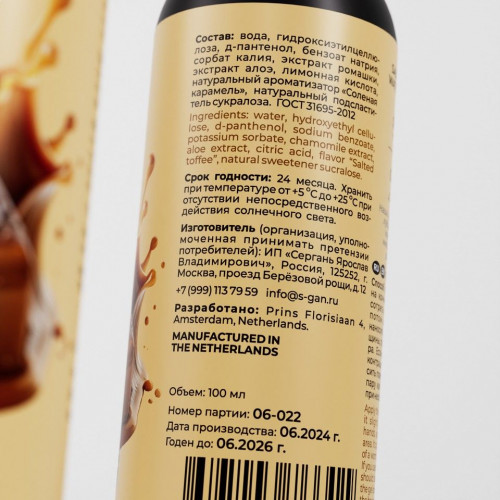 Состав: вода, гидроксиэтилцеллю-
лоза, д-пантенол, бензоат натрия,
сорбат калия, экстракт ромашки,
экстракт алоэ, лимонная кислота,
натуральный ароматизатор «Соленая
карамель», натуральный подсласти-
тель сукралоза. ГОСТ 31695-2012
Ingredients: water, hydroxyethyl cellu-
lose, d-panthenol, sodium benzoate,
potassium sorbate, chamomile extract,
aloe extract, citric acid, flavor "Salted
toffee", natural sweetener sucralose.
Срок годности: 24 месяца. Хранить
при температуре от +5 °C до +25 °C при
отсутствии непосредственного воз-
действия солнечного света.
Изготовитель (организация, уполно-
моченная принимать претензии
потребителей): ИП «Сергань Ярослав
Владимирович», Россия, 125252, г.
Москва, проезд Берёзовой рощи, д. 12
+7 (999) 113 79 59 info@s-gan.ru
Разработано: Prins Florisiaan 4,
Amsterdam, Netherlands.
MANUFACTURED IN
THE NETHERLANDS
Объем: 100 мл
Номер партии: 06-022
Дата производства: 06.2024 г.
Годен до: 06.2026 г.